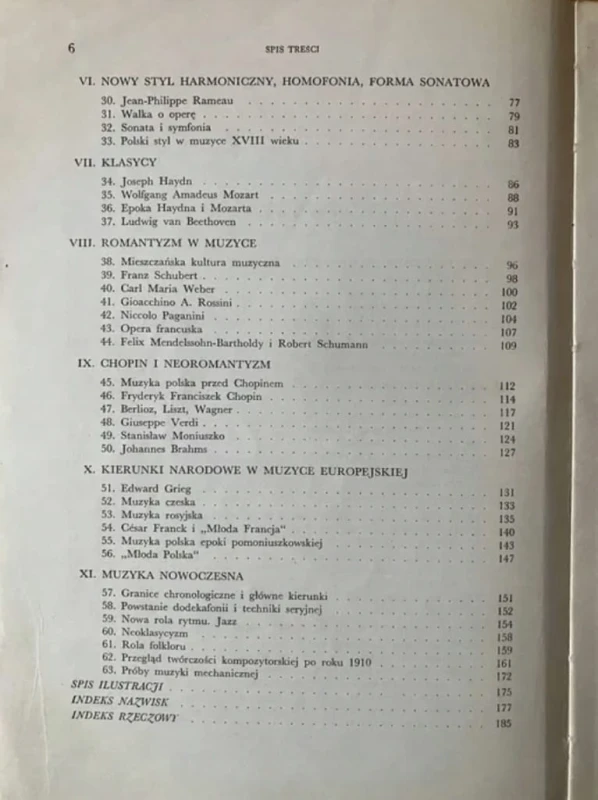 6 SPIS TREŚCI
VI. NOWY STYL HARMONICZNY, HOMOFONIA, FORMA SONATOWA
30. Jean-Philippe Rameau . . . . . . . . . . . . . . . . . . . . 77
31. Walka o operę . . . . . . . . . . . . . . . . . . . . 79
32. Sonata i symfonia . . . . . . . . . . . . . . . . . . . . 81
33. Polski styl w muzyce XVIII wieku . . . . . . . . . . . . . . . 83
VII. KLASYCY
34. Joseph Haydn . . . . . . . . . . . . . . . . . . . . 86
35. Wolfgang Amadeus Mozart . . . . . . . . . . . . . . . . . 88
36. Epoka Haydna i Mozarta . . . . . . . . . . . . . . . . . 91
37. Ludwig van Beethoven . . . . . . . . . . . . . . . . . . 93
VIII. ROMANTYZM W MUZYCE
38. Mieszczańska kultura muzyczna . . . . . . . . . . . . . . . 96
39. Franz Schubert . . . . . . . . . . . . . . . . . . . . 98
40. Carl Maria Weber . . . . . . . . . . . . . . . . . . . . 100
41. Gioacchino A. Rossini . . . . . . . . . . . . . . . . . . 102
42. Niccolo Paganini . . . . . . . . . . . . . . . . . . . . 104
43. Opera francuska . . . . . . . . . . . . . . . . . . . . 107
44. Felix Mendelssohn-Bartholdy i Robert Schumann . . . . . . . . . . 109
IX. CHOPIN I NEOROMANTYZM
45. Muzyka polska przed Chopinem . . . . . . . . . . . . . . . 112
46. Fryderyk Franciszek Chopin . . . . . . . . . . . . . . . . 114
47. Berlioz, Liszt, Wagner . . . . . . . . . . . . . . . . . . 117
48. Giuseppe Verdi . . . . . . . . . . . . . . . . . . . . 121
49. Stanisław Moniuszko . . . . . . . . . . . . . . . . . . 124
50. Johannes Brahms . . . . . . . . . . . . . . . . . . . . 127
X. KIERUNKI NARODOWE W MUZYCE EUROPEJSKIEJ
51. Edward Grieg . . . . . . . . . . . . . . . . . . . . 131
52. Muzyka czeska . . . . . . . . . . . . . . . . . . . . 133
53. Muzyka rosyjska . . . . . . . . . . . . . . . . . . . . 135
54. César Franck i „Młoda Francja“ . . . . . . . . . . . . . . . 140
55. Muzyka polska epoki pomoniuszkowskiej . . . . . . . . . . . . 143
56. „Młoda Polska“ . . . . . . . . . . . . . . . . . . . . 147
XI. MUZYKA NOWOCZESNA
57. Granice chronologiczne i główne kierunki . . . . . . . . . . . . 151
58. Powstanie dodekafonii i techniki seryjnej . . . . . . . . . . . . 152
59. Nowa rola rytmu. Jazz . . . . . . . . . . . . . . . . . . 154
60. Neoklasycyzm . . . . . . . . . . . . . . . . . . . . 158
61. Rola folkloru . . . . . . . . . . . . . . . . . . . . 159
62. Przegląd twórczości kompozytorskiej po roku 1910 . . . . . . . . . 161
63. Próby muzyki mechanicznej . . . . . . . . . . . . . . . . 172
SPIS ILUSTRACJI . . . . . . . . . . . . . . . . . . . . 175
INDEKS NAZWISK . . . . . . . . . . . . . . . . . . . . 177
INDEKS RZECZOWY . . . . . . . . . . . . . . . . . . . . 185